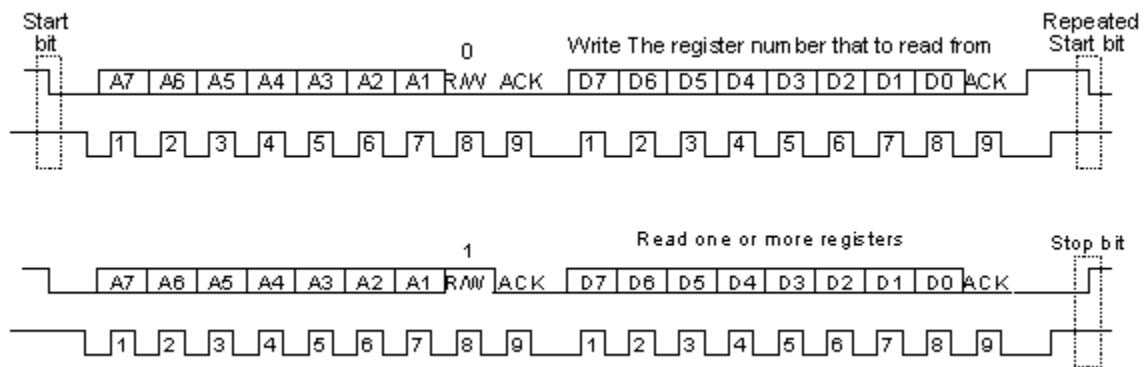 Start bit
Repeated Start bit
0
Write The register number that to read from
A7 A6 A5 A4 A3 A2 A1 R/W ACK D7 D6 D5 D4 D3 D2 D1 D0 ACK
1 2 3 4 5 6 7 8 9 1 2 3 4 5 6 7 8 9
1
Read one or more registers
Stop bit
A7 A6 A5 A4 A3 A2 A1 R/W ACK D7 D6 D5 D4 D3 D2 D1 D0 ACK
1 2 3 4 5 6 7 8 9 1 2 3 4 5 6 7 8 9